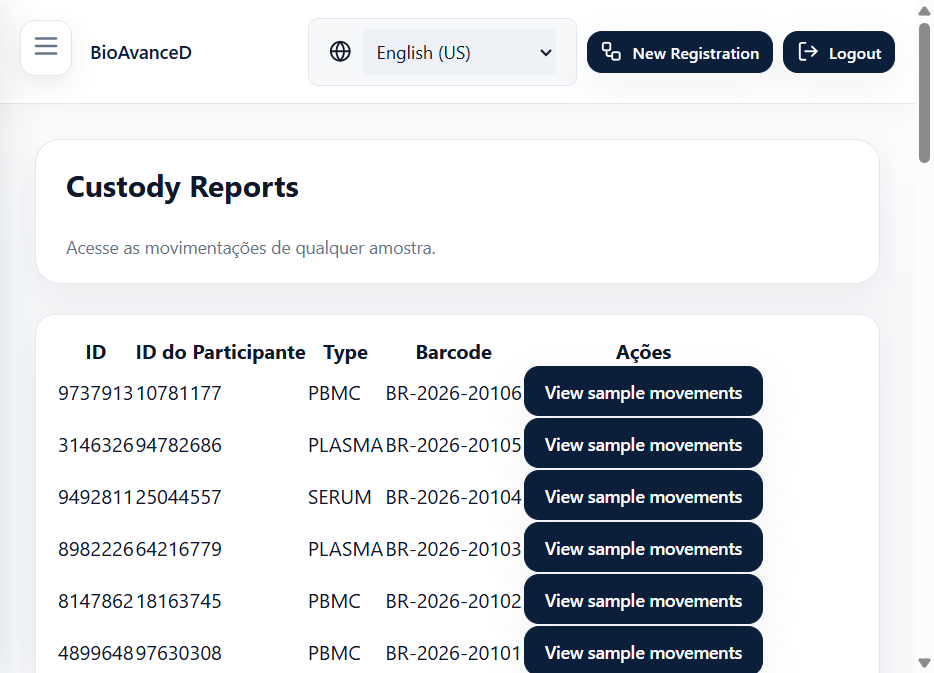 BioAvanceD
English (US)
New Registration
Logout
Custody Reports
Acesse as movimentações de qualquer amostra.
ID ID do Participante Type Barcode Ações
9737913 10781177 PBMC BR-2026-20106 View sample movements
3146326 94782686 PLASMA BR-2026-20105 View sample movements
9492811 25044557 SERUM BR-2026-20104 View sample movements
8982226 64216779 PLASMA BR-2026-20103 View sample movements
8147862 18163745 PBMC BR-2026-20102 View sample movements
4899648 97630308 PBMC BR-2026-20101 View sample movements